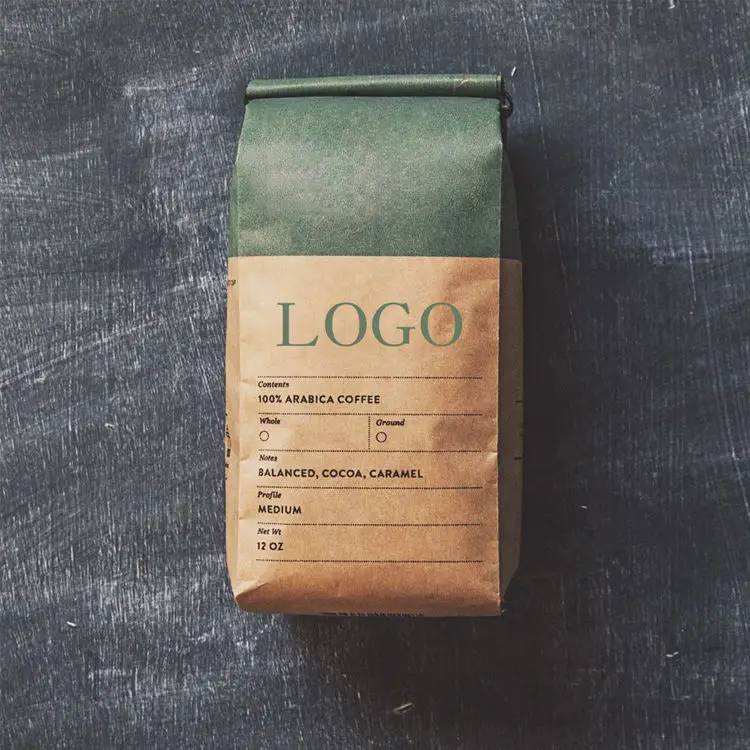 LOGO
Contents
100% ARABICA COFFEE
Whole Ground
Notes
BALANCED, COCOA, CARAMEL
Profile
MEDIUM
Net Wt
12 OZ